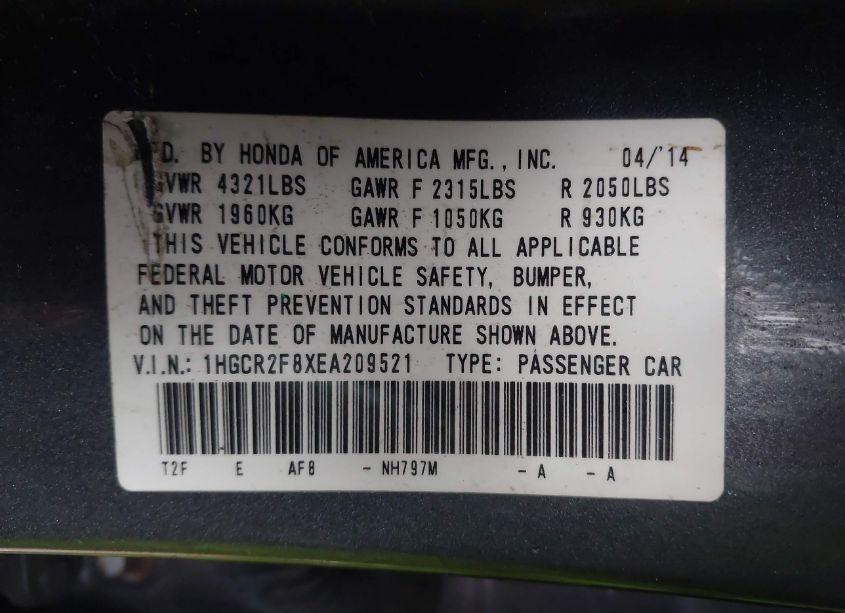 D. BY HONDA OF AMERICA MFG., INC. 04/'14
GVWR 4321LBS GAWR F 2315LBS R 2050LBS
GVWR 1960KG GAWR F 1050KG R 930KG
THIS VEHICLE CONFORMS TO ALL APPLICABLE
FEDERAL MOTOR VEHICLE SAFETY, BUMPER,
AND THEFT PREVENTION STANDARDS IN EFFECT
ON THE DATE OF MANUFACTURE SHOWN ABOVE.
V.I.N.: 1HGCR2F8XEA209521 TYPE: PASSENGER CAR
T2F E AF8 - NH797M - A - A